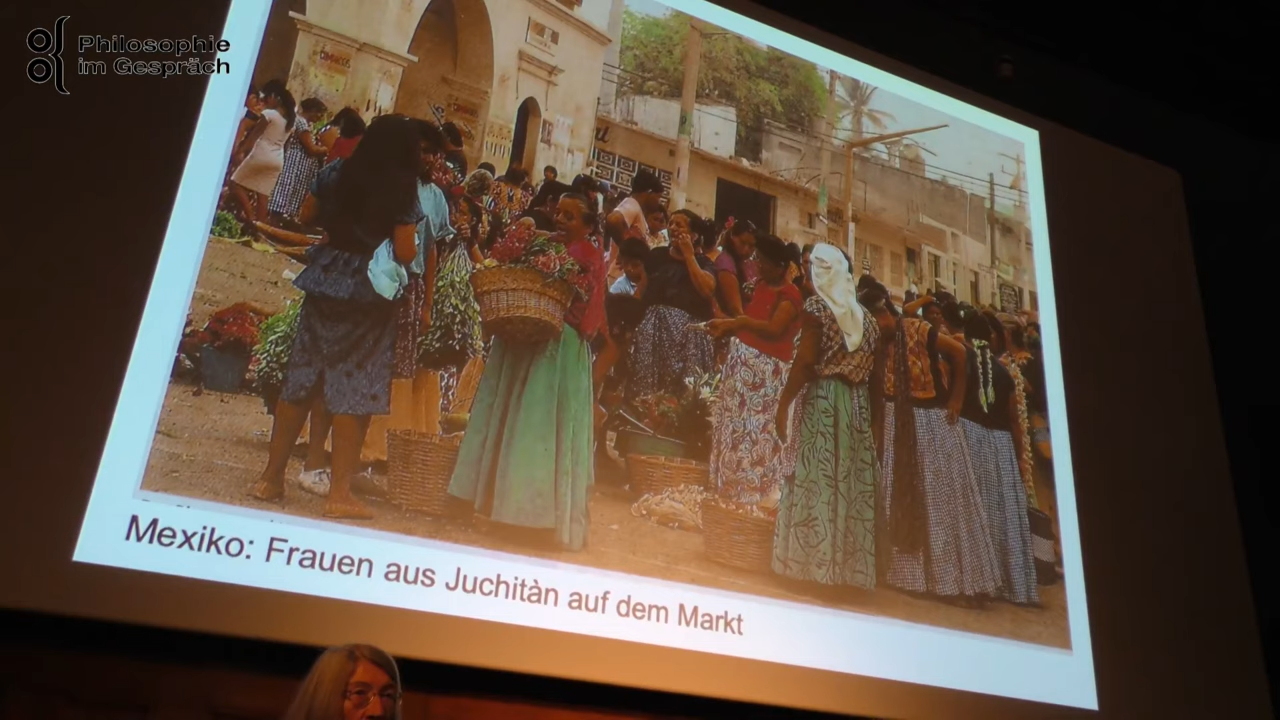 Philosophie
im Gespräch
Mexiko: Frauen aus Juchitàn auf dem Markt